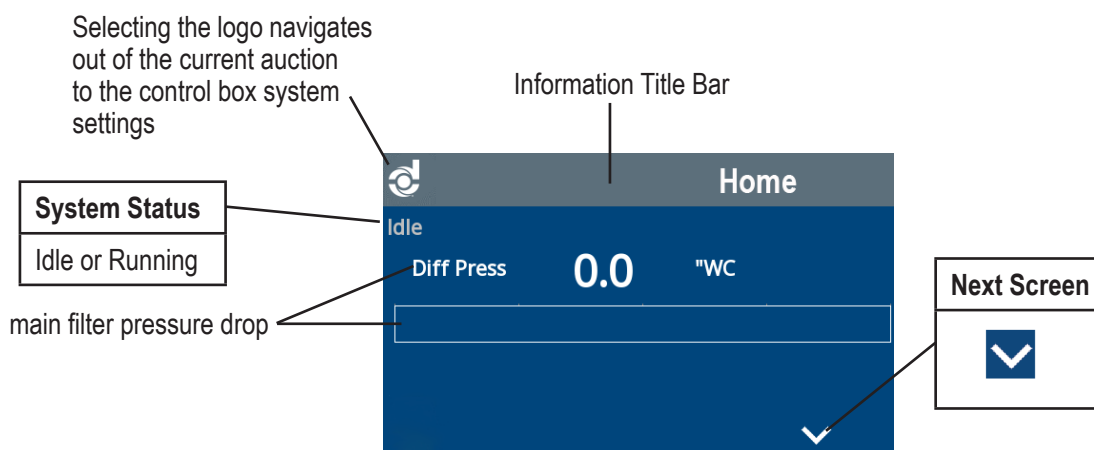 Selecting the logo navigates
out of the current auction
to the control box system
settings
Information Title Bar
Home
System Status
Idle or Running
Idle
Diff Press 0.0 "WC
main filter pressure drop
Next Screen